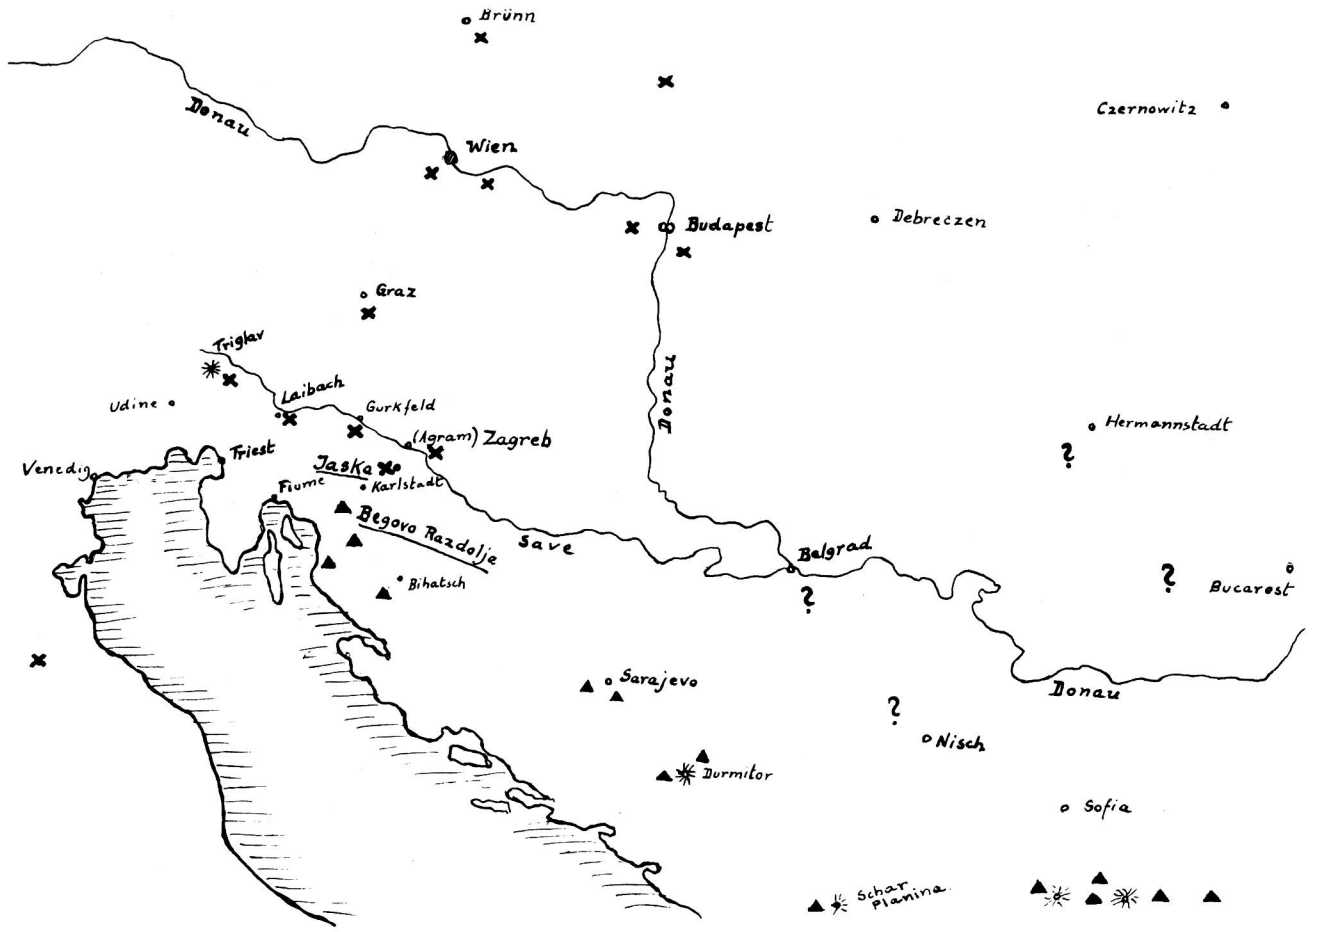 Brünn
Donau
Czernowitz
Wien
Debreczen
Budapest
Graz
Triglav
Donau
Laibach
Udine
Gurkfeld
Hermannstadt
(Agram) Zagreb
Triest
?
Jaska
Venedig
Karlstadt
Fiume
Begovo Razdolje
Save
Belgrad
Bihatsch
?
?
Bucarest
Sarajevo
Donau
?
Nisch
Durmitor
Sofia
Schar
Planina